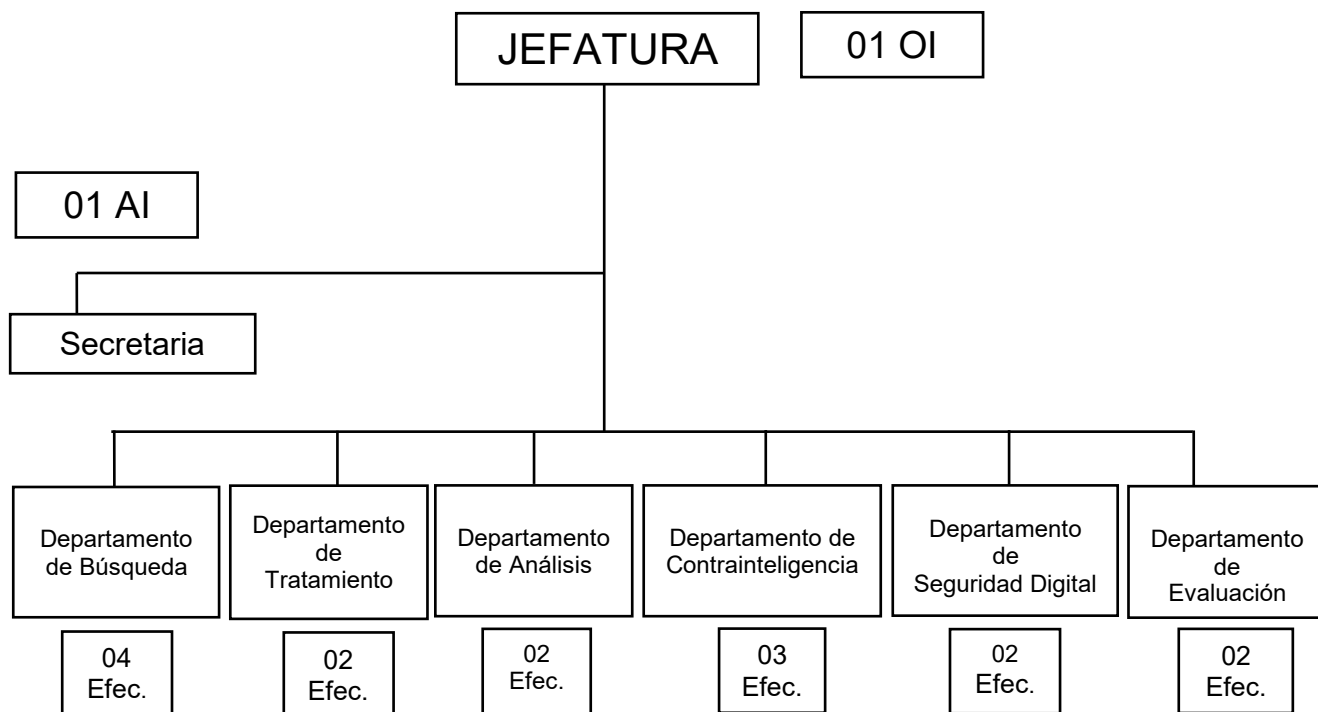 JEFATURA
01 OI
01 AI
Secretaria
Departamento
de Búsqueda
Departamento
de
Tratamiento
Departamento
de Análisis
Departamento de
Contrainteligencia
Departamento
de
Seguridad Digital
Departamento
de
Evaluación
04
Efec.
02
Efec.
02
Efec.
03
Efec.
02
Efec.
02
Efec.